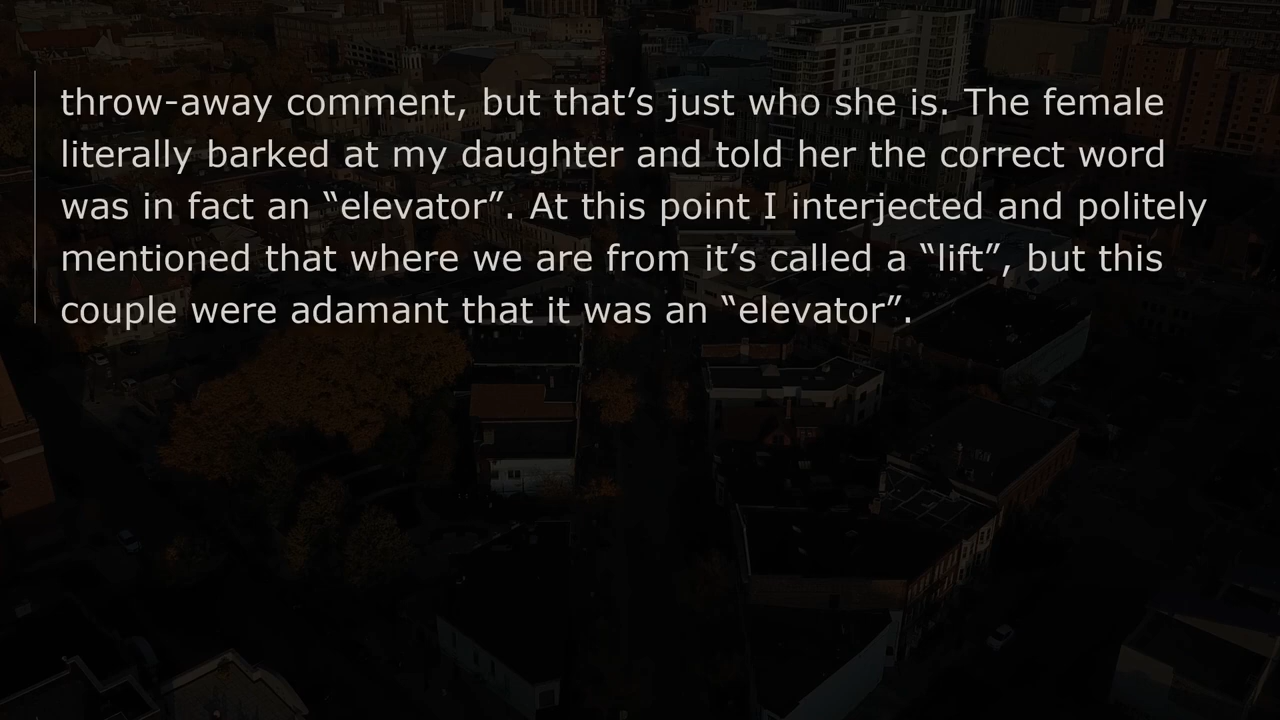 throw-away comment, but that’s just who she is. The female
literally barked at my daughter and told her the correct word
was in fact an “elevator”. At this point I interjected and politely
mentioned that where we are from it’s called a “lift”, but this
couple were adamant that it was an “elevator”.